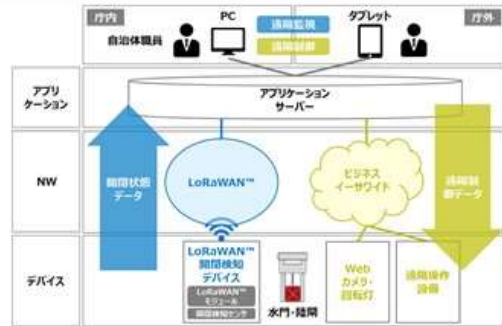 庁内
PC
遠隔監視
タブレット
庁外
自治体職員
遠隔制御
アプリ
ケーション
アプリケーション
サーバー
NW
開閉状態
データ
LoRaWAN™
ビジネス
イーサワイド
遠隔制
御データ
デバイス
LoRaWAN™
開閉検知
デバイス
LoRaWAN™
モジュール
開閉検知センサ
水門・陸閘
Web
カメラ・
回転灯
遠隔操作
設備